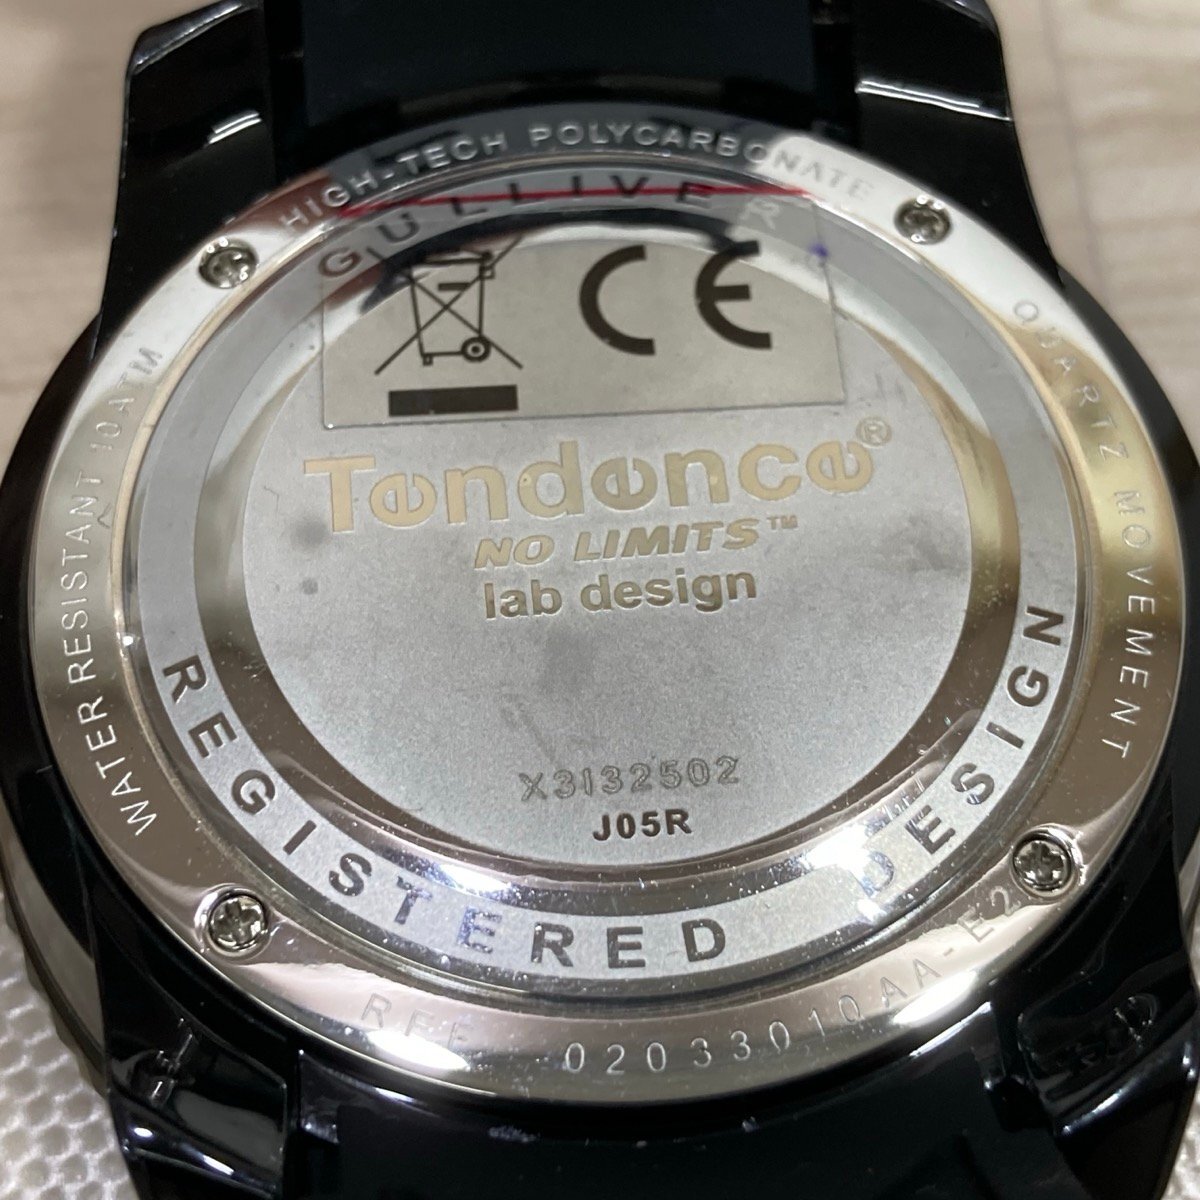 HIGH-TECH POLYCARBONATE
GULLIVER
CE
QUARTZ MOVEMENT
WATER RESISTANT 10ATM
Tendence®
NO LIMITS™
lab design
X3132502
J05R
REGISTERED DESIGN
REF 02033010AA-E2